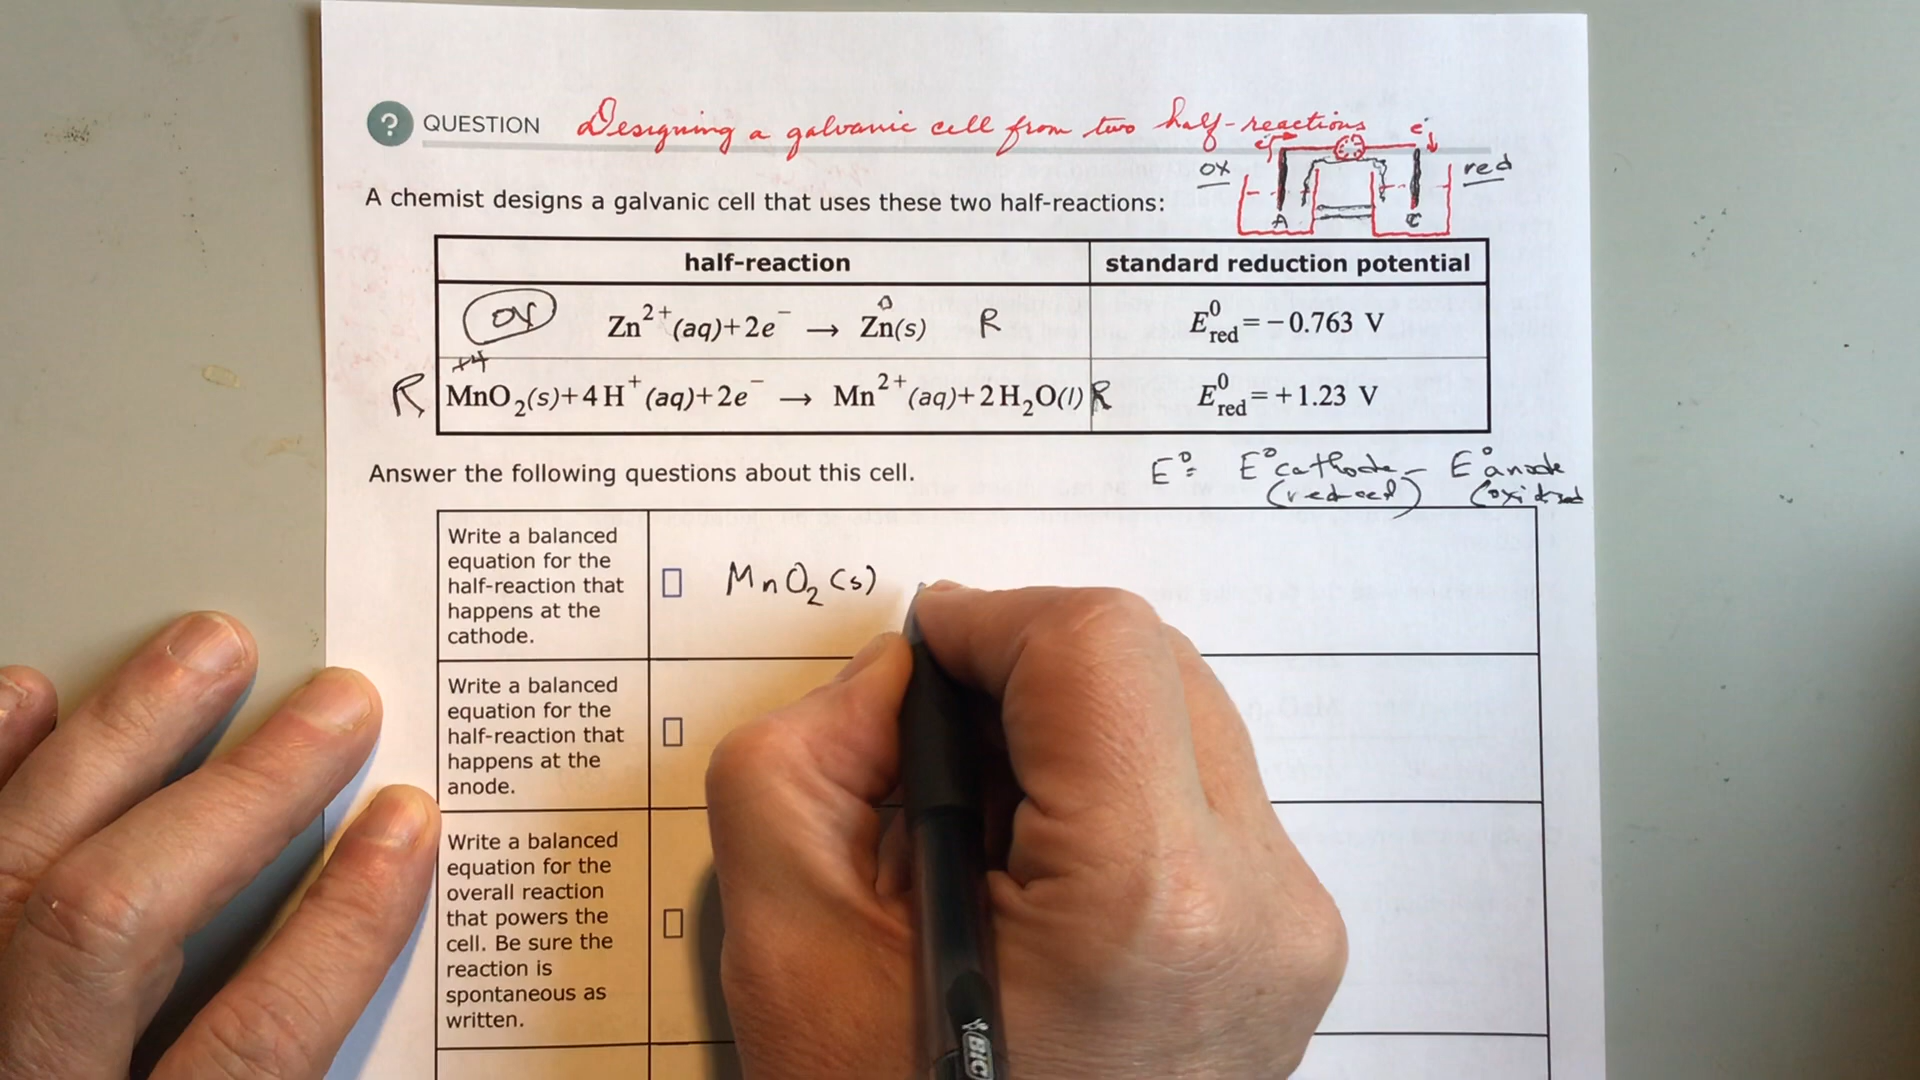 ? QUESTION Designing a galvanic cell from two half-reactions
e⁻ e⁻
ox red
A chemist designs a galvanic cell that uses these two half-reactions:
A C
half-reaction standard reduction potential
ox Zn²⁺(aq)+2e⁻ → Zn(s) R E⁰red = −0.763 V
0
+4
R MnO₂(s)+4H⁺(aq)+2e⁻ → Mn²⁺(aq)+2H₂O(l) R E⁰red = +1.23 V
Answer the following questions about this cell. E° = E°cathode − E°anode
(reduced) (oxidized
Write a balanced
equation for the
half-reaction that
happens at the
cathode.
MnO₂(s)
Write a balanced
equation for the
half-reaction that
happens at the
anode.
Write a balanced
equation for the
overall reaction
that powers the
cell. Be sure the
reaction is
spontaneous as
written.
BIC